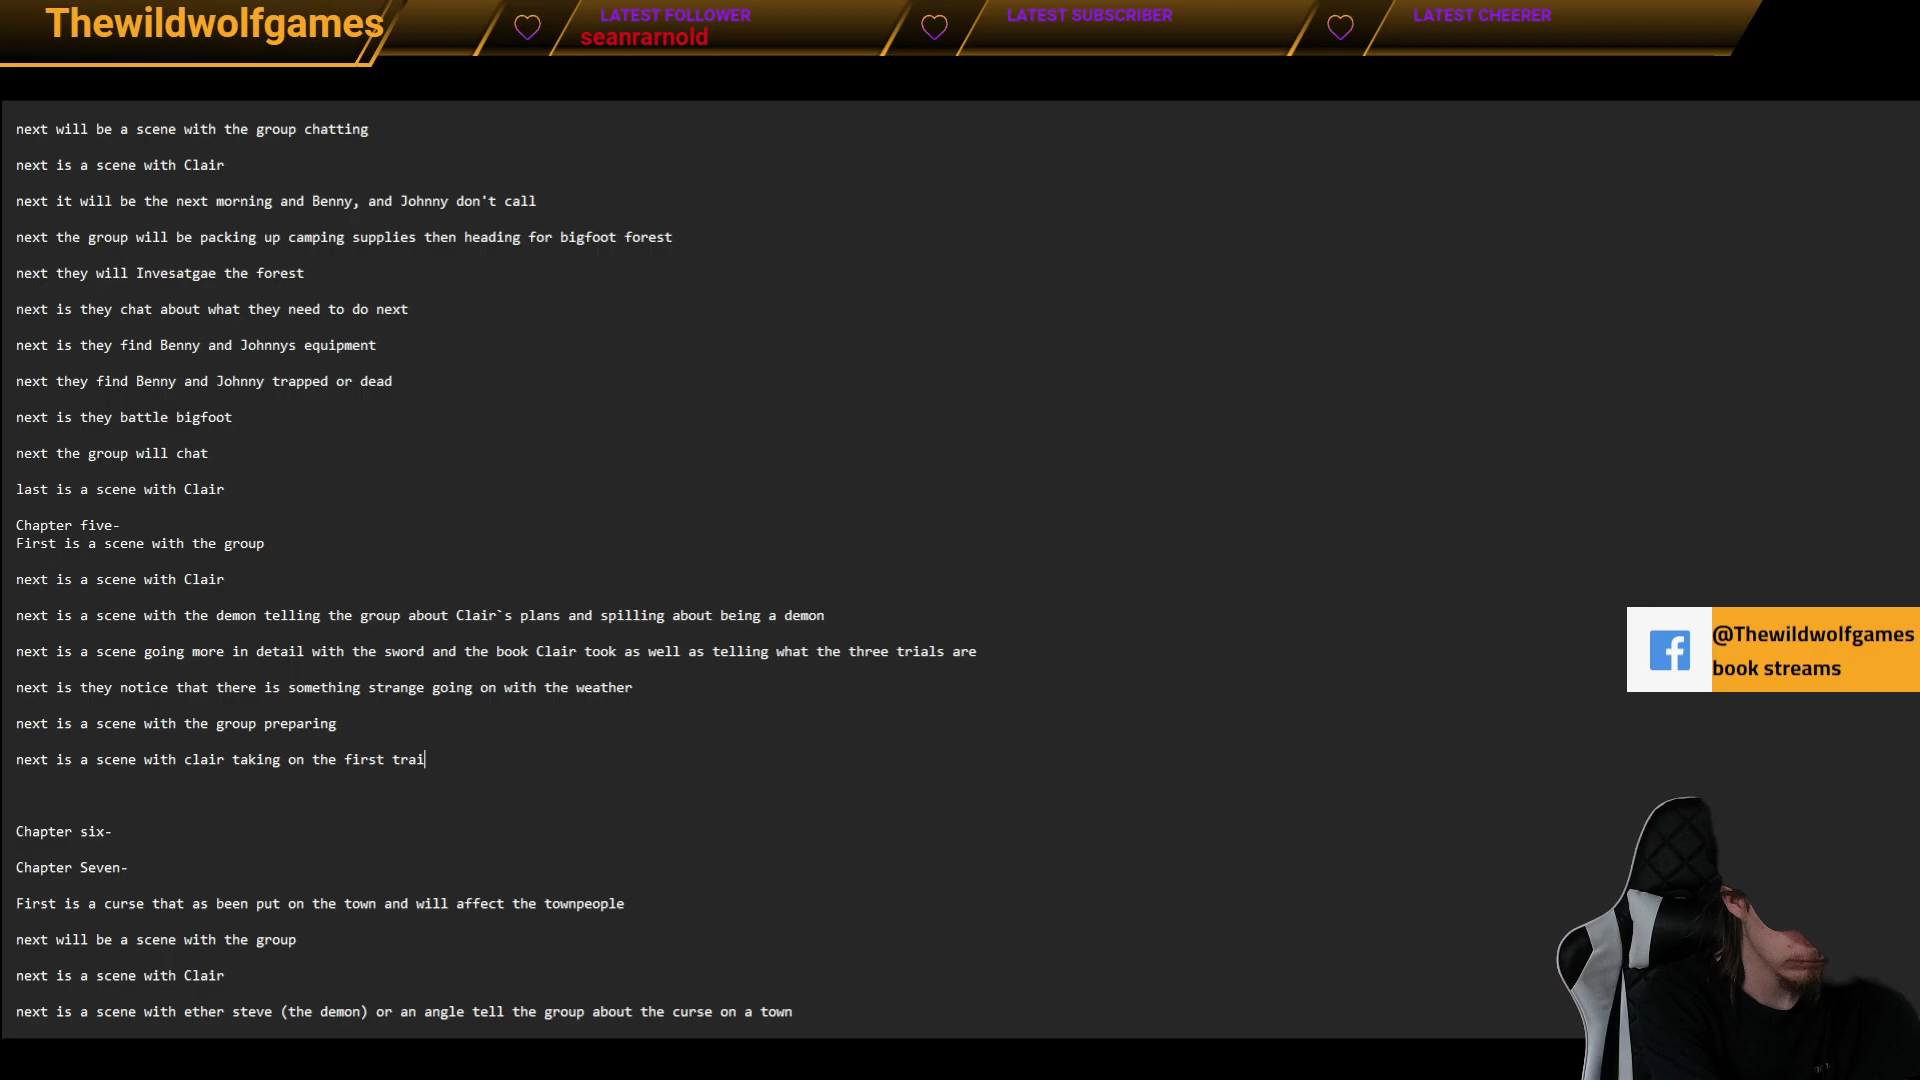 Thewildwolfgames
LATEST FOLLOWER
seanrarnold
LATEST SUBSCRIBER
LATEST CHEERER
next will be a scene with the group chatting
next is a scene with Clair
next it will be the next morning and Benny, and Johnny don't call
next the group will be packing up camping supplies then heading for bigfoot forest
next they will Invesatgae the forest
next is they chat about what they need to do next
next is they find Benny and Johnnys equipment
next they find Benny and Johnny trapped or dead
next is they battle bigfoot
next the group will chat
last is a scene with Clair
Chapter five-
First is a scene with the group
next is a scene with Clair
next is a scene with the demon telling the group about Clair`s plans and spilling about being a demon
next is a scene going more in detail with the sword and the book Clair took as well as telling what the three trials are
next is they notice that there is something strange going on with the weather
next is a scene with the group preparing
next is a scene with clair taking on the first trai
Chapter six-
Chapter Seven-
First is a curse that as been put on the town and will affect the townpeople
next will be a scene with the group
next is a scene with Clair
next is a scene with ether steve (the demon) or an angle tell the group about the curse on a town
@Thewildwolfgames
book streams